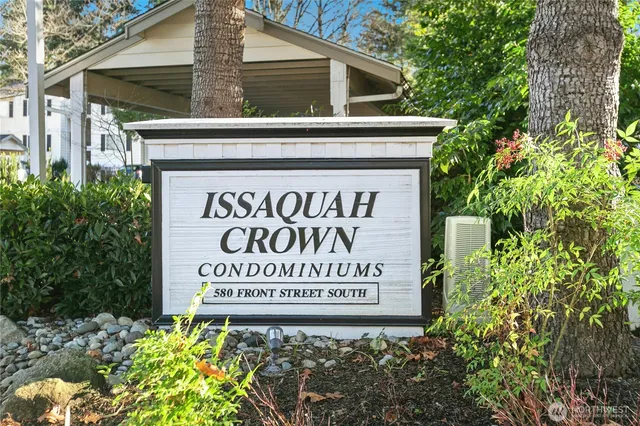 ISSAQUAH
CROWN
CONDOMINIUMS
580 FRONT STREET SOUTH
NORTHWEST